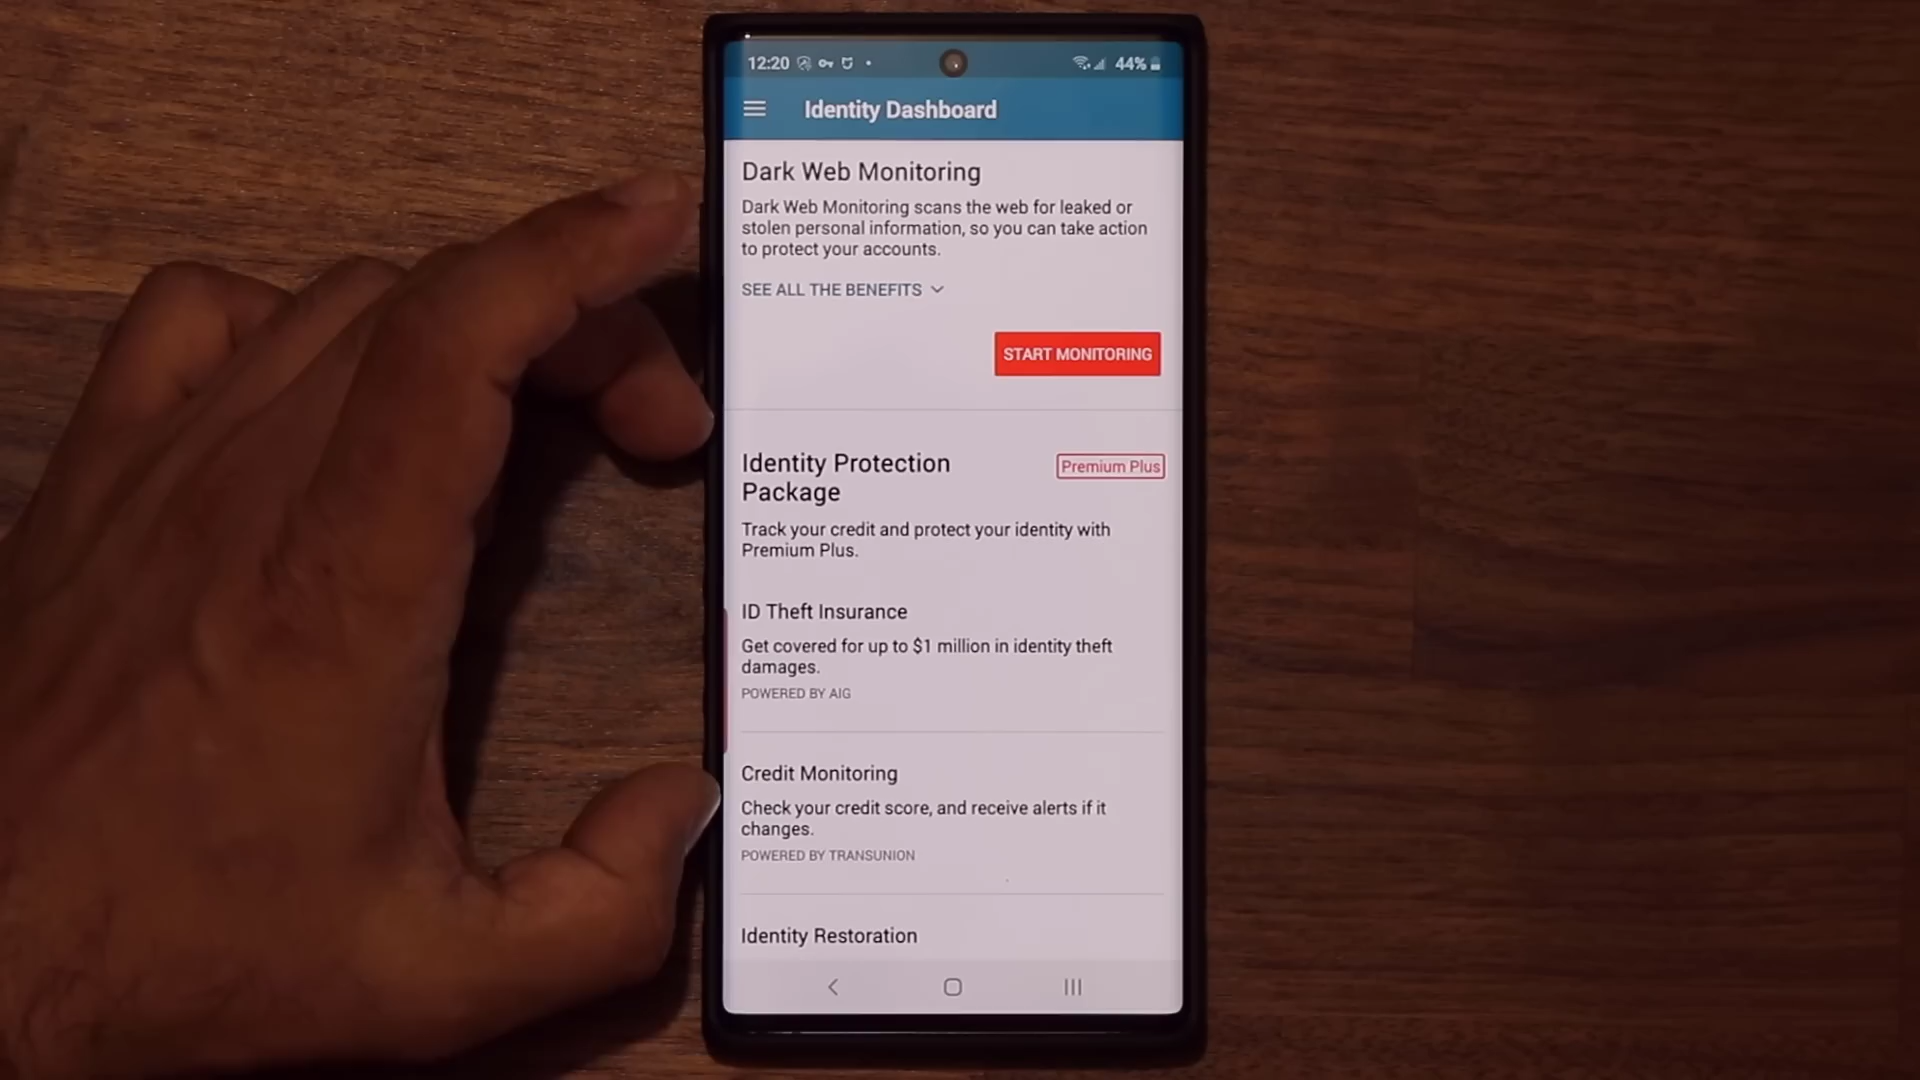 12:20
44%
Identity Dashboard
Dark Web Monitoring
Dark Web Monitoring scans the web for leaked or
stolen personal information, so you can take action
to protect your accounts.
SEE ALL THE BENEFITS
START MONITORING
Identity Protection
Package
Premium Plus
Track your credit and protect your identity with
Premium Plus.
ID Theft Insurance
Get covered for up to $1 million in identity theft
damages.
POWERED BY AIG
Credit Monitoring
Check your credit score, and receive alerts if it
changes.
POWERED BY TRANSUNION
Identity Restoration